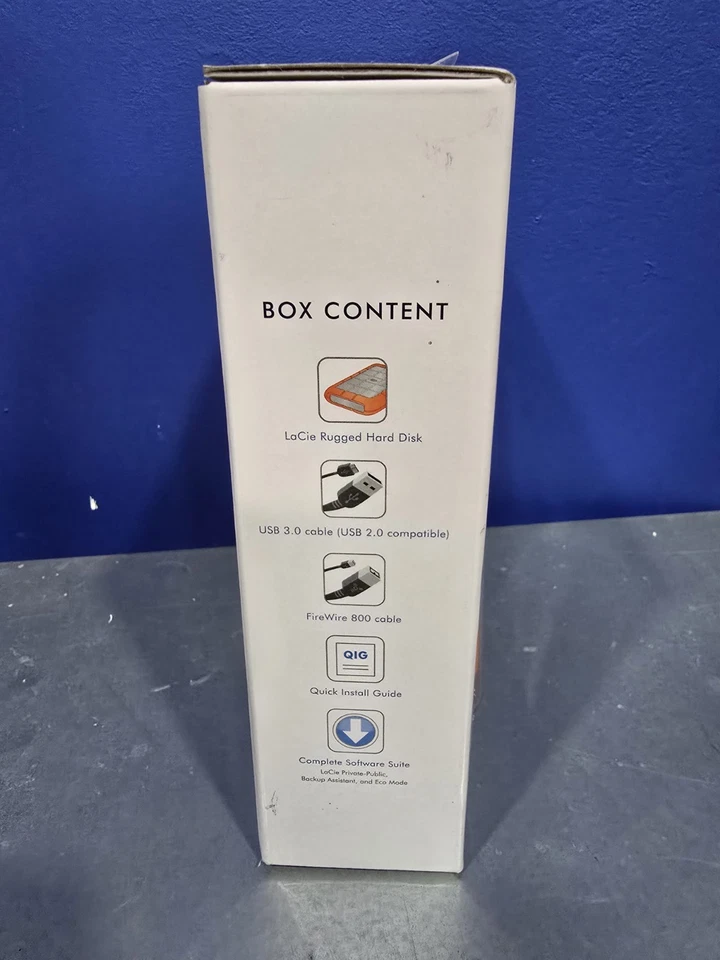 BOX CONTENT
LaCie Rugged Hard Disk
USB 3.0 cable (USB 2.0 compatible)
FireWire 800 cable
QIG
Quick Install Guide
Complete Software Suite
LaCie Private-Public,
Backup Assistant, and Eco Mode